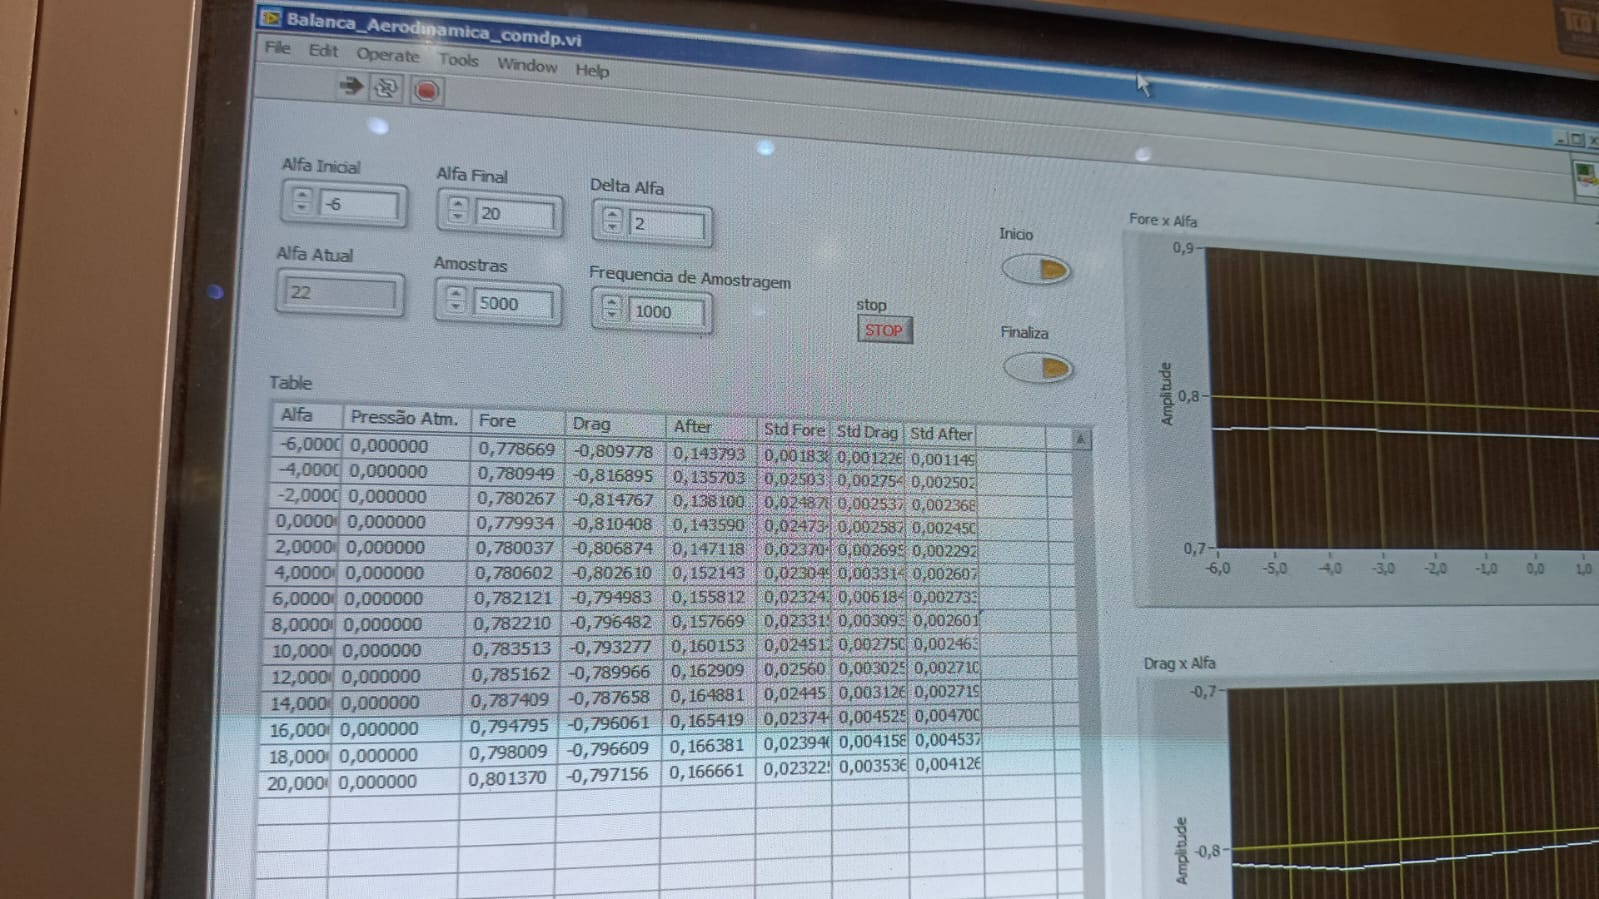 Balanca_Aerodinamica_comdp.vi
File Edit Operate Tools Window Help
Alfa Inicial
-6
Alfa Final
20
Delta Alfa
2
Alfa Atual
22
Amostras
5000
Frequencia de Amostragem
1000
stop
STOP
Inicio
Finaliza
Table
Alfa Pressão Atm. Fore Drag After Std Fore Std Drag Std After
-6,0000 0,000000 0,778669 -0,809778 0,143793 0,001838 0,001226 0,001149
-4,0000 0,000000 0,780949 -0,816895 0,135703 0,02503 0,002754 0,002502
-2,0000 0,000000 0,780267 -0,814767 0,138100 0,02487 0,002537 0,002368
0,0000 0,000000 0,779934 -0,810408 0,143590 0,02473 0,002587 0,002450
2,0000 0,000000 0,780037 -0,806874 0,147118 0,02370 0,002695 0,002292
4,0000 0,000000 0,780602 -0,802610 0,152143 0,02304 0,003314 0,002607
6,0000 0,000000 0,782121 -0,794983 0,155812 0,02324 0,006184 0,002733
8,0000 0,000000 0,782210 -0,796482 0,157669 0,02331 0,003093 0,002601
10,000 0,000000 0,783513 -0,793277 0,160153 0,02451 0,002750 0,002463
12,000 0,000000 0,785162 -0,789966 0,162909 0,02560 0,003025 0,002710
14,000 0,000000 0,787409 -0,787658 0,164881 0,02445 0,003126 0,002719
16,000 0,000000 0,794795 -0,796061 0,165419 0,02374 0,004525 0,004700
18,000 0,000000 0,798009 -0,796609 0,166381 0,02394 0,004158 0,004537
20,000 0,000000 0,801370 -0,797156 0,166661 0,02322 0,003536 0,004126
Fore x Alfa
0,9
0,8
0,7
Amplitude
-6,0 -5,0 -4,0 -3,0 -2,0 -1,0 0,0 1,0
Drag x Alfa
-0,7
-0,8
Amplitude